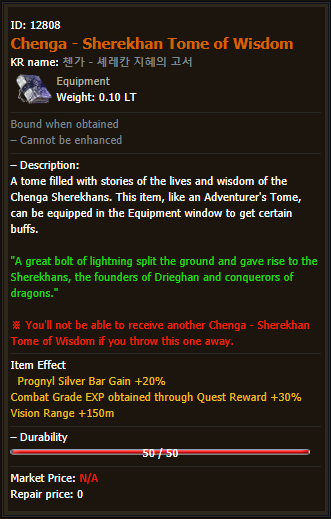 ID: 12808
Chenga - Sherekhan Tome of Wisdom
KR name: 첸가 - 셰레칸 지혜의 고서
Equipment
Weight: 0.10 LT
Bound when obtained
– Cannot be enhanced
– Description:
A tome filled with stories of the lives and wisdom of the
Chenga Sherekhans. This item, like an Adventurer's Tome,
can be equipped in the Equipment window to get certain
buffs.
"A great bolt of lightning split the ground and gave rise to the
Sherekhans, the founders of Drieghan and conquerors of
dragons."
※ You'll not be able to receive another Chenga - Sherekhan
Tome of Wisdom if you throw this one away.
Item Effect
Prognyl Silver Bar Gain +20%
Combat Grade EXP obtained through Quest Reward +30%
Vision Range +150m
– Durability
50 / 50
Market Price: N/A
Repair price: 0